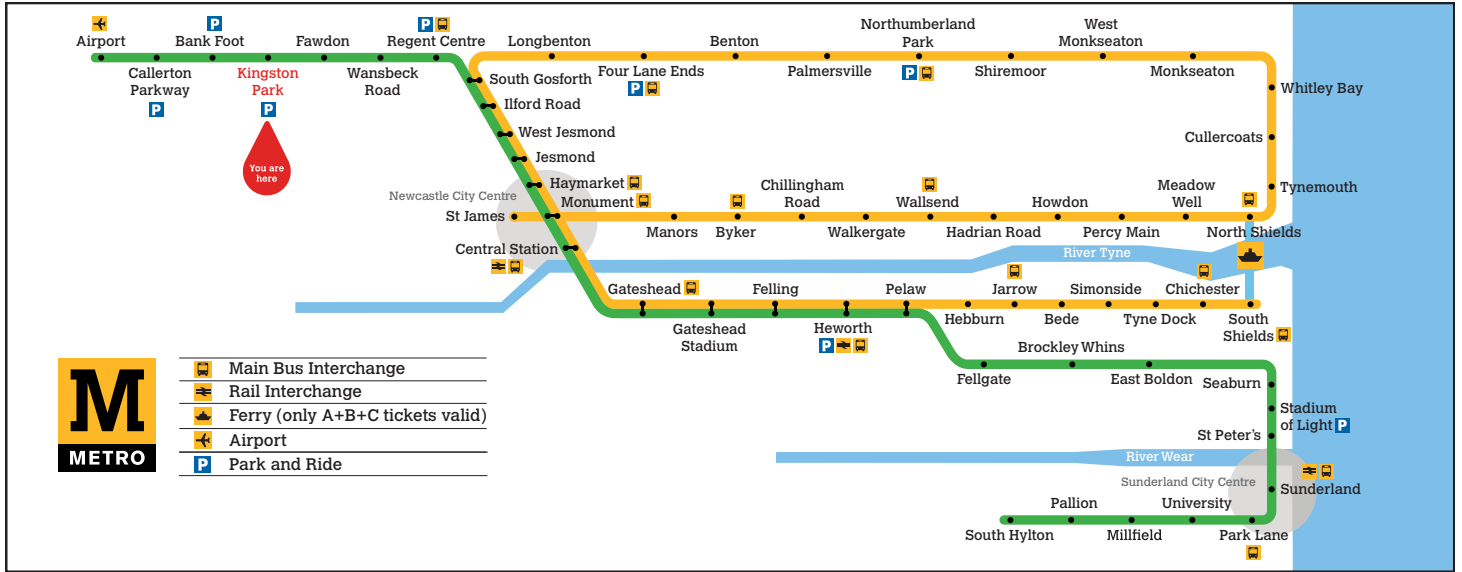 Airport
Callerton
Parkway
P
Bank Foot
P
Kingston
Park
P
You are
here
Fawdon
Wansbeck
Road
Regent Centre
P
Longbenton
Four Lane Ends
P
Benton
Palmersville
Northumberland
Park
P
Shiremoor
West
Monkseaton
Monkseaton
Whitley Bay
Cullercoats
Tynemouth
South Gosforth
Ilford Road
West Jesmond
Jesmond
Haymarket
Newcastle City Centre
Monument
St James
Central Station
Manors
Byker
Chillingham
Road
Walkergate
Wallsend
Hadrian Road
Howdon
Percy Main
Meadow
Well
North Shields
River Tyne
Gateshead
Gateshead
Stadium
Felling
Heworth
P
Pelaw
Hebburn
Jarrow
Bede
Simonside
Tyne Dock
Chichester
South
Shields
Fellgate
Brockley Whins
East Boldon
Seaburn
Stadium
of Light P
St Peter's
River Wear
Sunderland City Centre
Sunderland
Park Lane
University
Millfield
Pallion
South Hylton
M
METRO
Main Bus Interchange
Rail Interchange
Ferry (only A+B+C tickets valid)
Airport
P Park and Ride